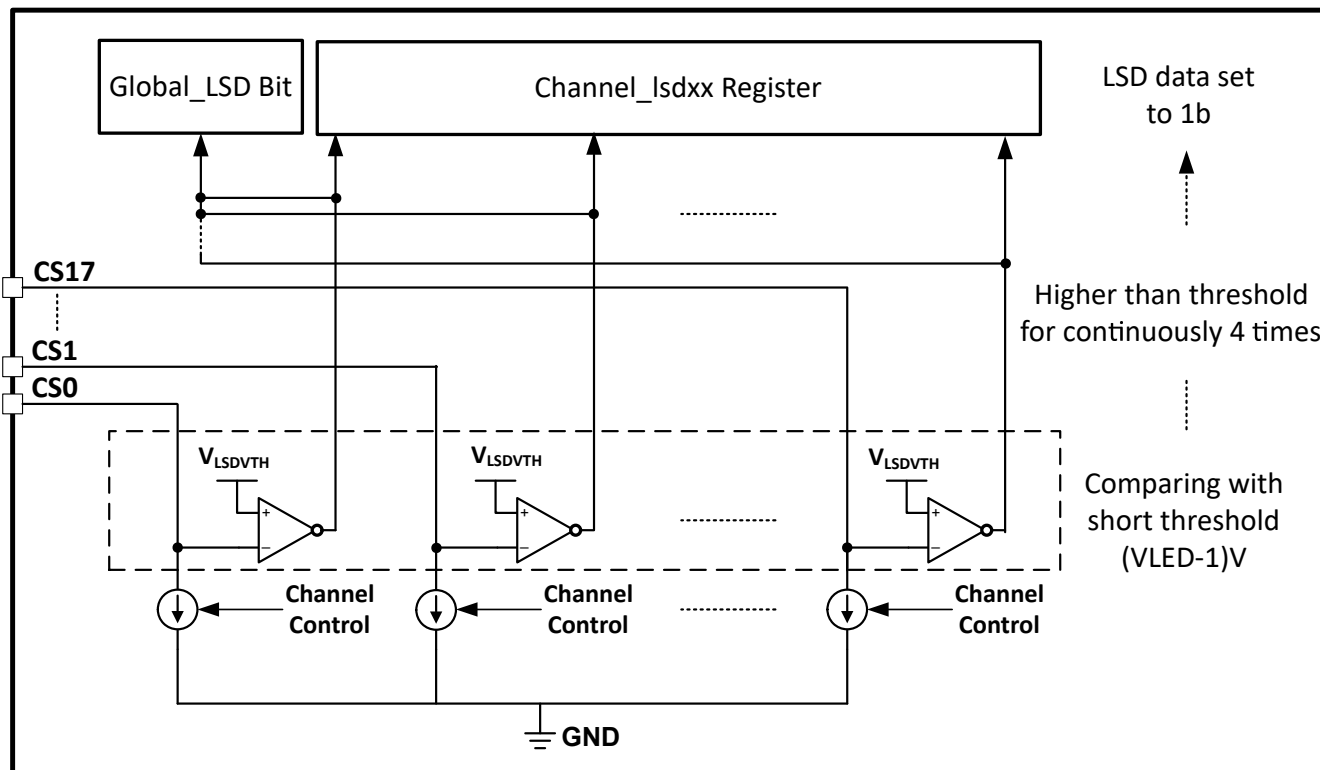 Global_LSD Bit
Channel_lsdxx Register
LSD data set
to 1b
CS17
Higher than threshold
for continuously 4 times
CS1
CS0
VLSDVTH
VLSDVTH
VLSDVTH
+
−
+
−
+
−
Comparing with
short threshold
(VLED-1)V
Channel
Control
Channel
Control
Channel
Control
GND